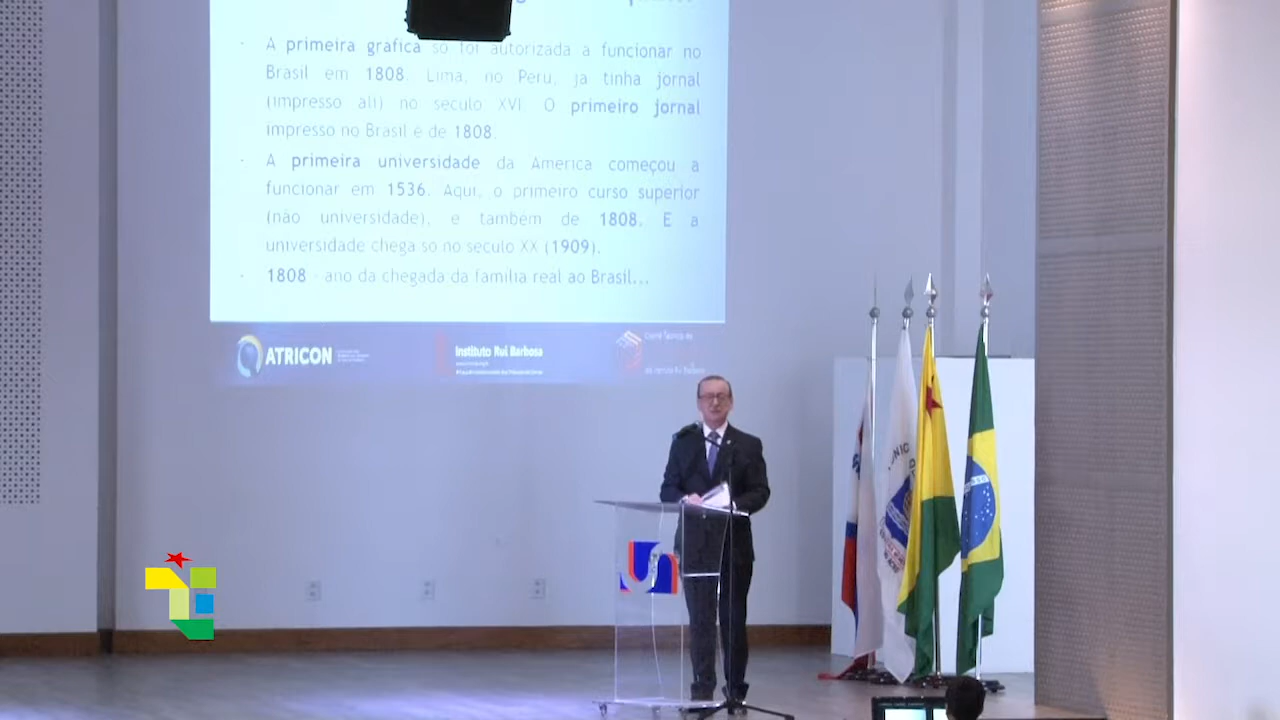 A primeira grafica so foi autorizada a funcionar no
Brasil em 1808. Lima, no Peru, ja tinha jornal
(impresso ali) no seculo XVI. O primeiro jornal
impresso no Brasil e de 1808.
A primeira universidade da America começou a
funcionar em 1536. Aqui, o primeiro curso superior
(não universidade), e também de 1808. E a
universidade chega so no seculo XX (1909).
1808 - ano da chegada da familia real ao Brasil...
ATRICON
Instituto Rui Barbosa